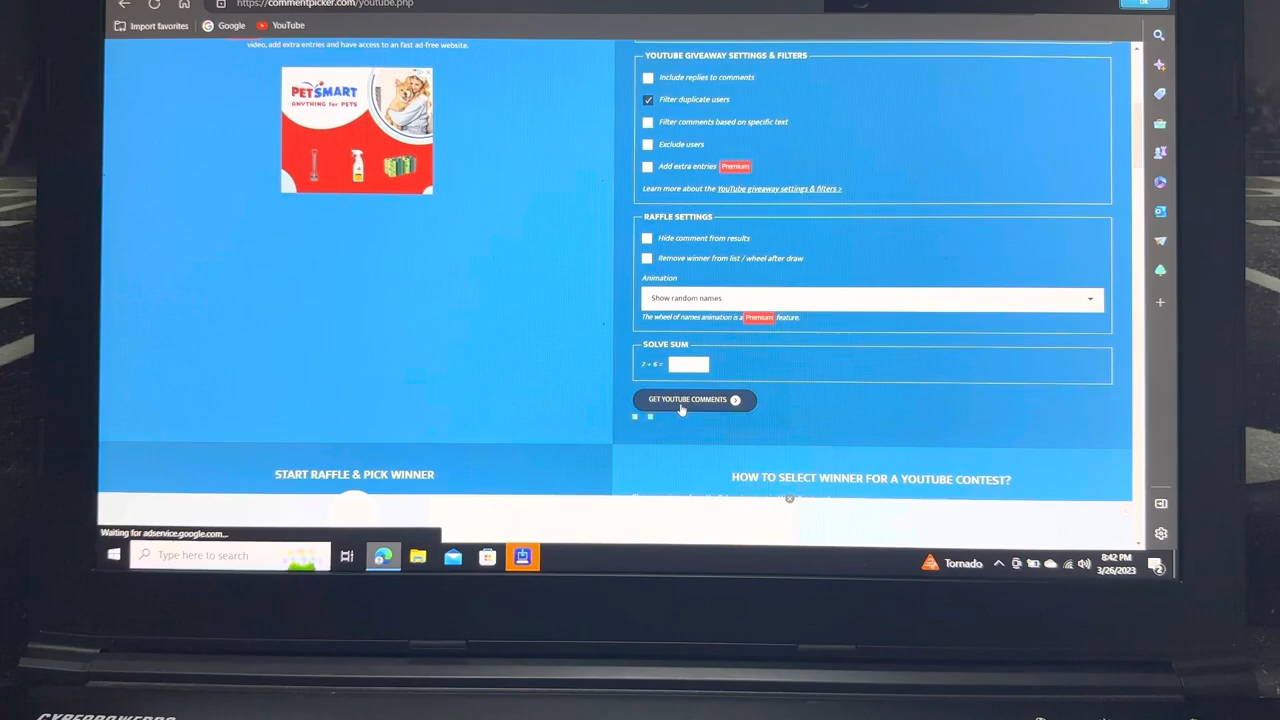 https://commentpicker.com/youtube.php
Import favorites
Google
YouTube
video, add extra entries and have access to an fast ad-free website.
PETSMART
ANYTHING for PETS
YOUTUBE GIVEAWAY SETTINGS & FILTERS
Include replies to comments
Filter duplicate users
Filter comments based on specific text
Exclude users
Add extra entries Premium
Learn more about the YouTube giveaway settings & filters >
RAFFLE SETTINGS
Hide comment from results
Remove winner from list / wheel after draw
Animation
Show random names
The wheel of names animation is a Premium feature.
SOLVE SUM
7 + 6 =
GET YOUTUBE COMMENTS
START RAFFLE & PICK WINNER
HOW TO SELECT WINNER FOR A YOUTUBE CONTEST?
Waiting for adservice.google.com...
Type here to search
Tornado
8:42 PM
3/26/2023
2